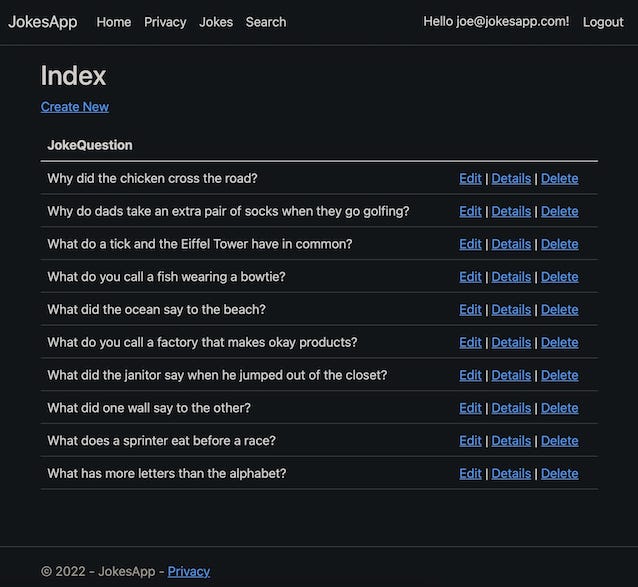 JokesApp Home Privacy Jokes Search Hello joe@jokesapp.com! Logout
Index
Create New
JokeQuestion
Why did the chicken cross the road? Edit | Details | Delete
Why do dads take an extra pair of socks when they go golfing? Edit | Details | Delete
What do a tick and the Eiffel Tower have in common? Edit | Details | Delete
What do you call a fish wearing a bowtie? Edit | Details | Delete
What did the ocean say to the beach? Edit | Details | Delete
What do you call a factory that makes okay products? Edit | Details | Delete
What did the janitor say when he jumped out of the closet? Edit | Details | Delete
What did one wall say to the other? Edit | Details | Delete
What does a sprinter eat before a race? Edit | Details | Delete
What has more letters than the alphabet? Edit | Details | Delete
© 2022 - JokesApp - Privacy